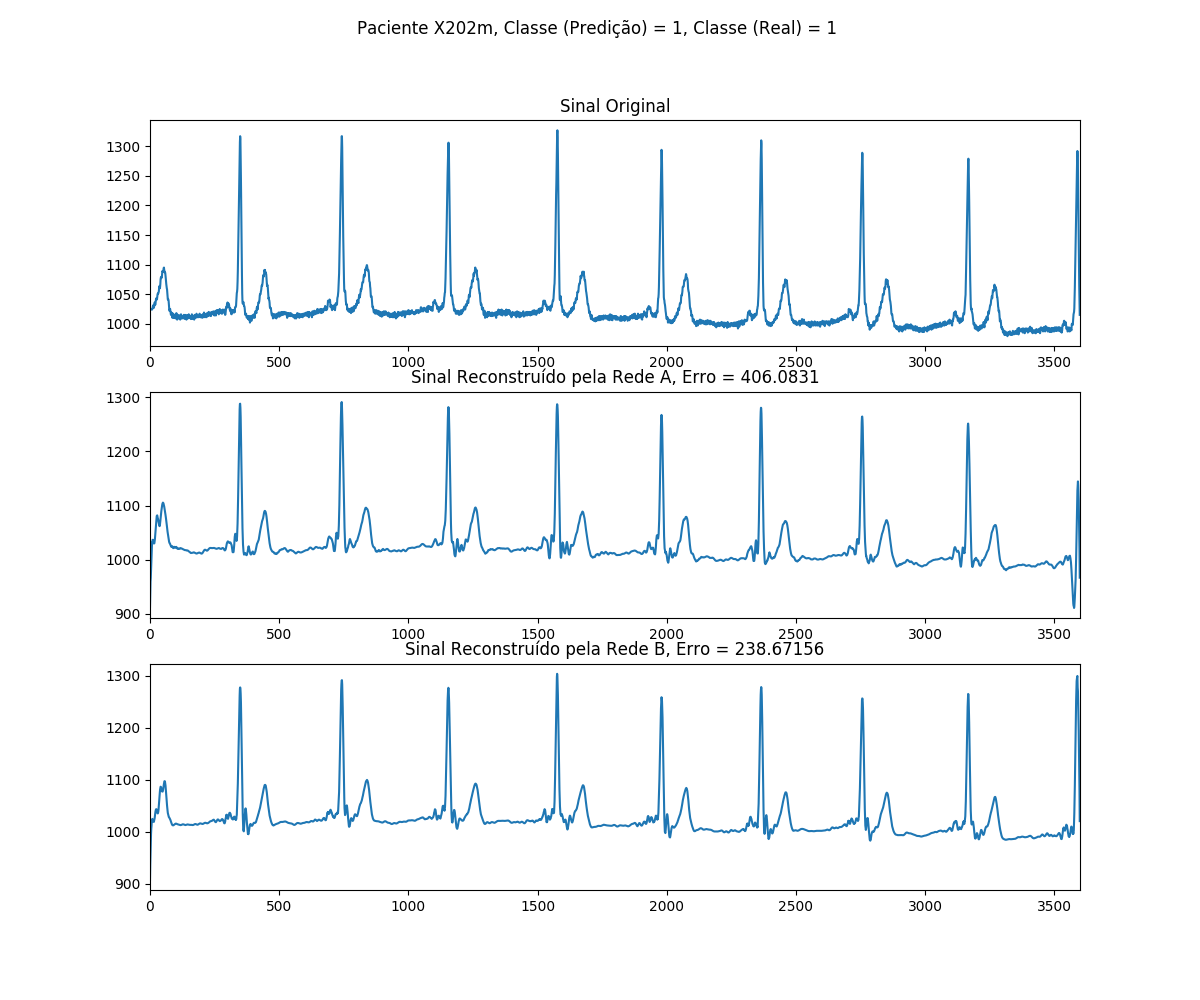 Paciente X202m, Classe (Predição) = 1, Classe (Real) = 1
Sinal Original
1300
1250
1200
1150
1100
1050
1000
0 500 1000 1500 2000 2500 3000 3500
Sinal Reconstruído pela Rede A, Erro = 406.0831
1300
1200
1100
1000
900
0 500 1000 1500 2000 2500 3000 3500
Sinal Reconstruído pela Rede B, Erro = 238.67156
1300
1200
1100
1000
900
0 500 1000 1500 2000 2500 3000 3500